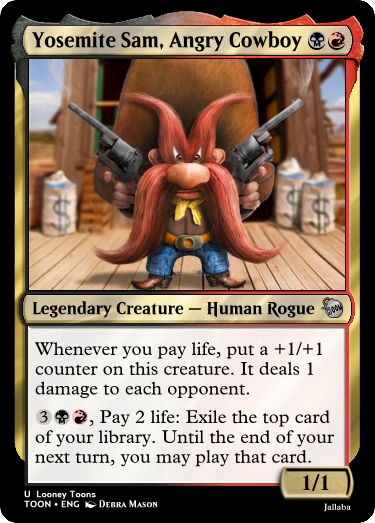 Yosemite Sam, Angry Cowboy
$
$
$
Legendary Creature — Human Rogue
BOOM
Whenever you pay life, put a +1/+1
counter on this creature. It deals 1
damage to each opponent.
3, Pay 2 life: Exile the top card
of your library. Until the end of your
next turn, you may play that card.
1/1
U Looney Toons
TOON • ENG Debra Mason
Jallaba